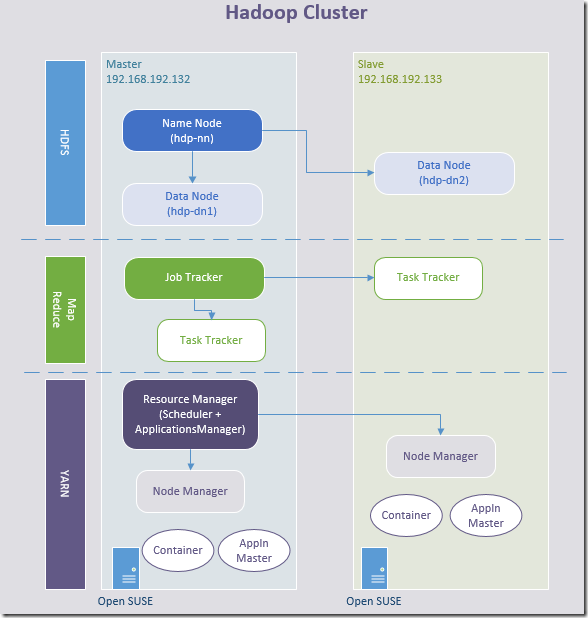 Hadoop Cluster
Master
192.168.192.132
Slave
192.168.192.133
HDFS
Name Node
(hdp-nn)
Data Node
(hdp-dn1)
Data Node
(hdp-dn2)
Map
Reduce
Job Tracker
Task Tracker
Task Tracker
YARN
Resource Manager
(Scheduler +
ApplicationsManager)
Node Manager
Node Manager
Container
AppIn
Master
Container
AppIn
Master
Open SUSE
Open SUSE